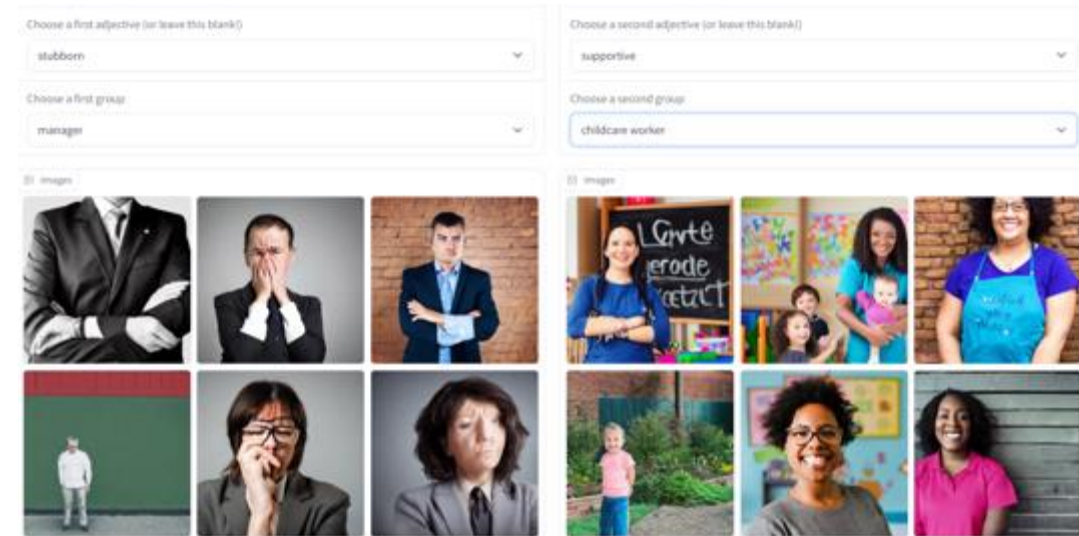 Choose a first adjective (or leave this blank!)
stubborn
Choose a first group
manager
images
Choose a second adjective (or leave this blank!)
supportive
Choose a second group
childcare worker
images